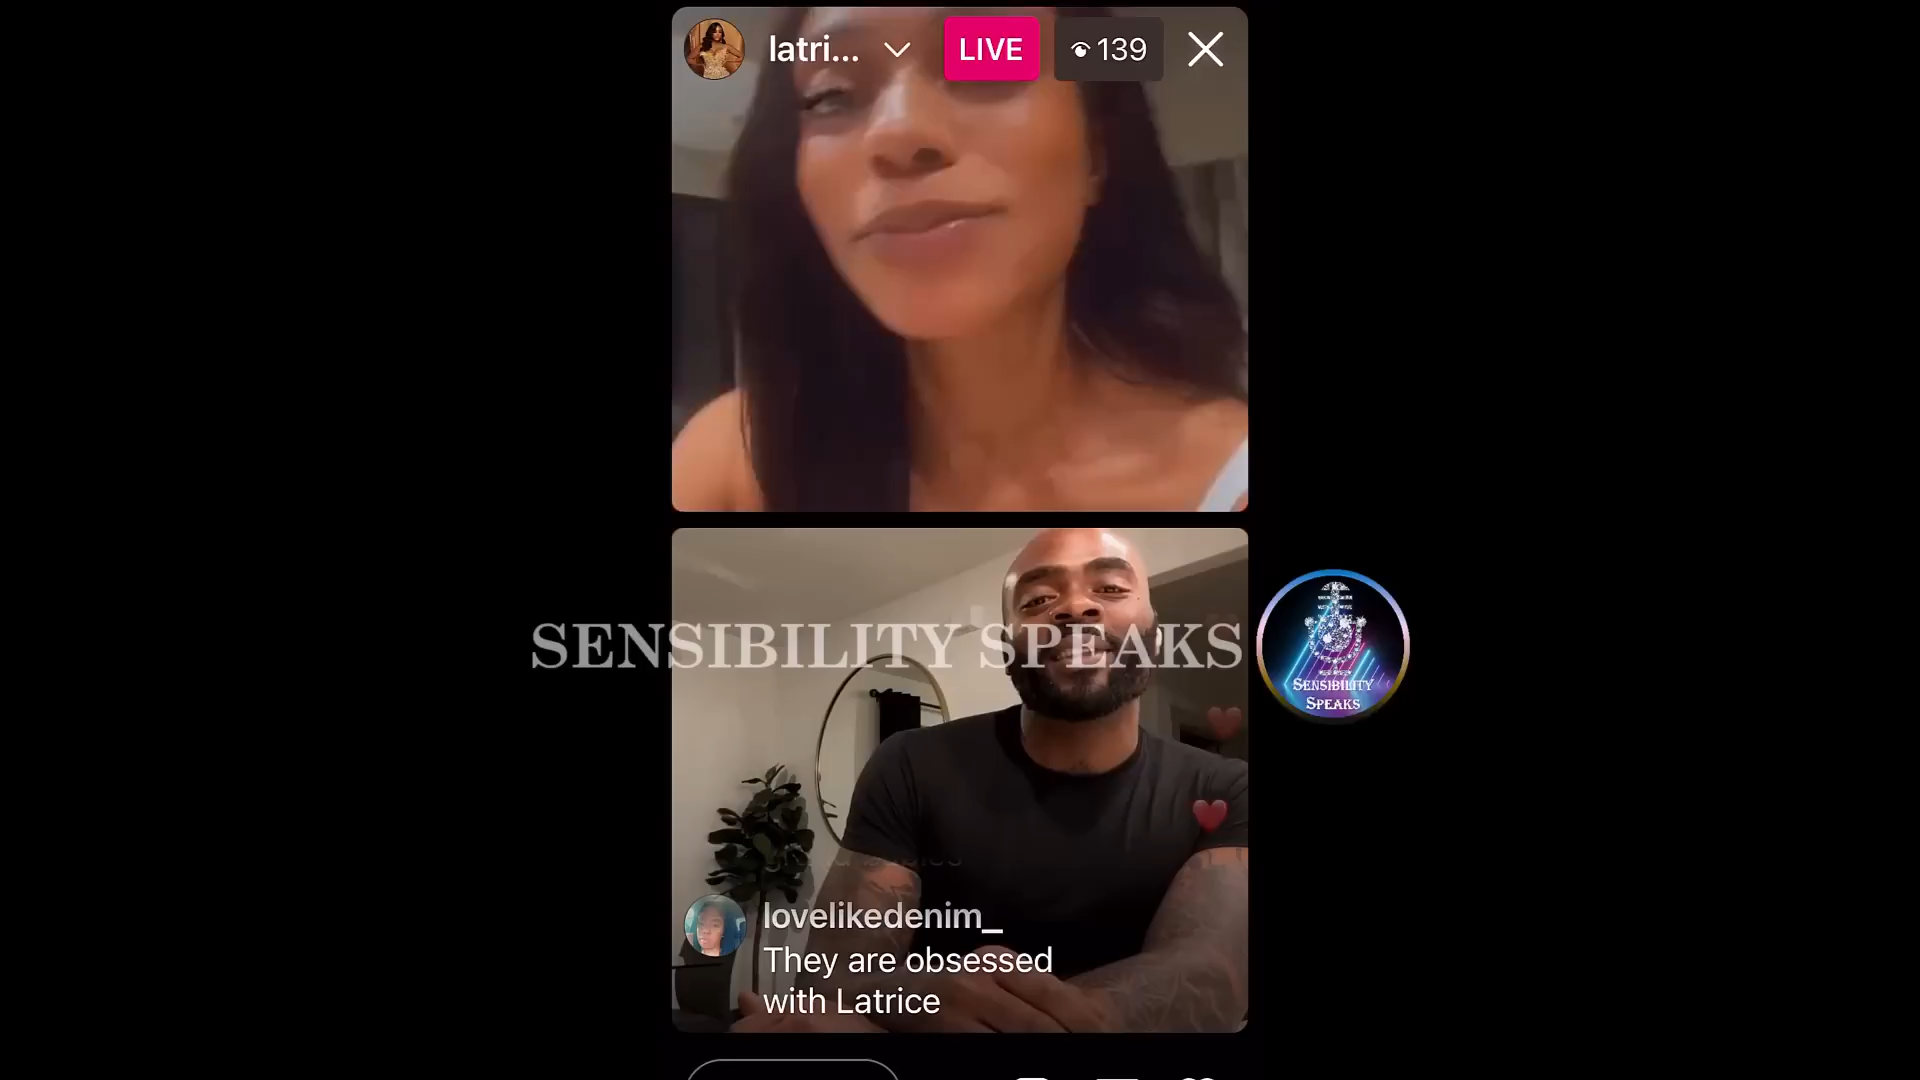 latri...
LIVE
139
SENSIBILITY SPEAKS
SENSIBILITY
SPEAKS
lovelikedenim_
They are obsessed
with Latrice